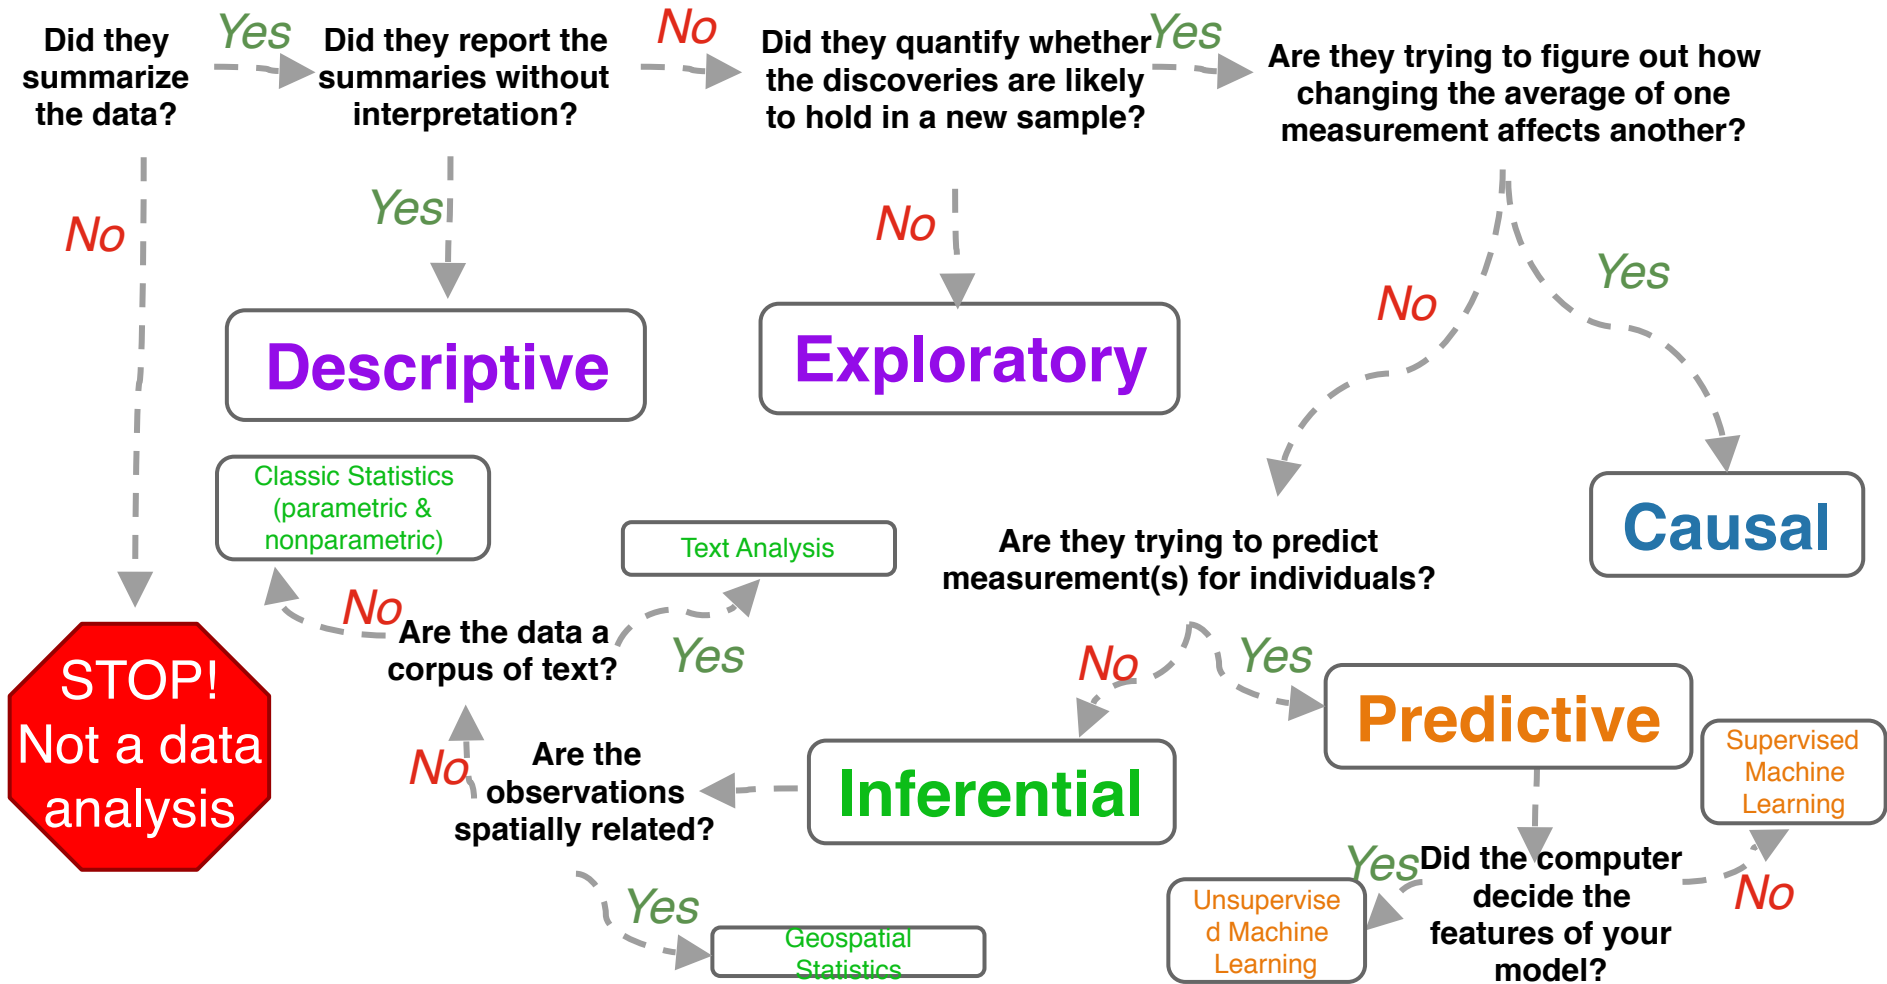 Did they
summarize
the data?
Yes
Did they report the
summaries without
interpretation?
No
Did they quantify whether
the discoveries are likely
to hold in a new sample?
Yes
Are they trying to figure out how
changing the average of one
measurement affects another?
No
Yes
No
No
Yes
Descriptive
Exploratory
Causal
Classic Statistics
(parametric &
nonparametric)
Text Analysis
Are they trying to predict
measurement(s) for individuals?
No
Are the data a
corpus of text?
Yes
No
Yes
STOP!
Not a data
analysis
Predictive
No
Are the
observations
spatially related?
Inferential
Supervised
Machine
Learning
Yes
Geospatial
Statistics
Yes
Did the computer
decide the
features of your
model?
No
Unsupervise
d Machine
Learning